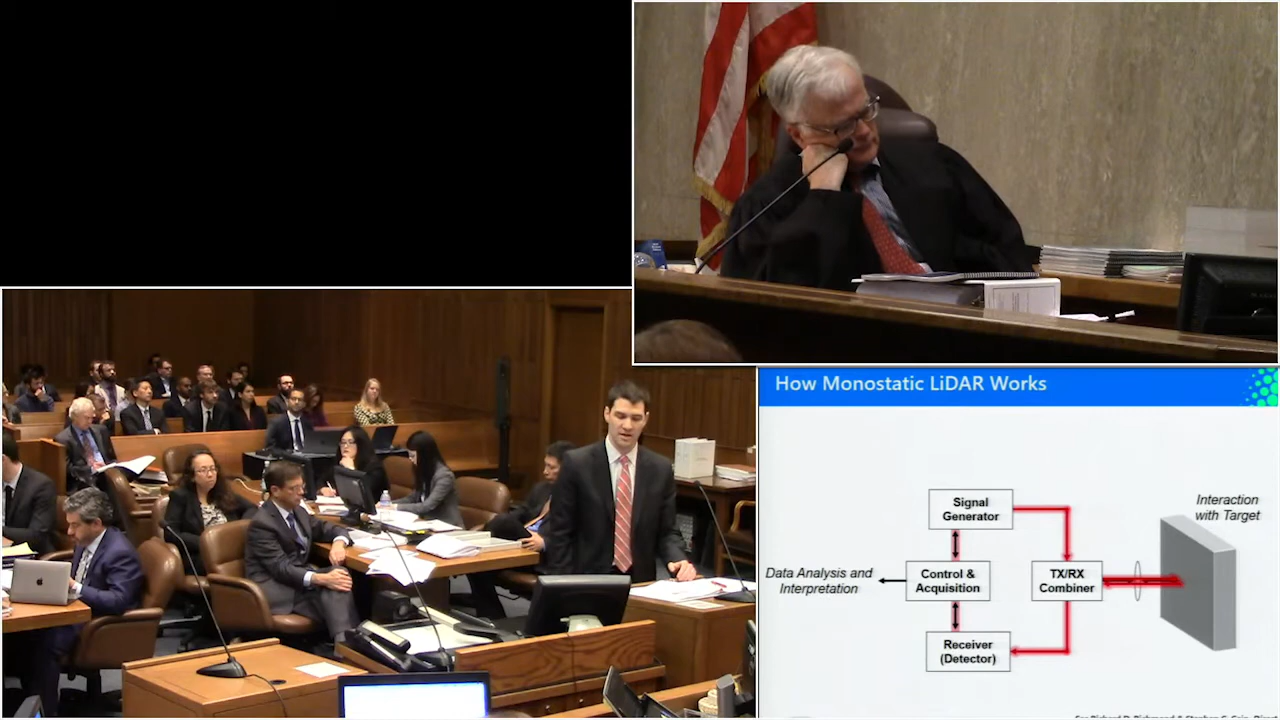 How Monostatic LiDAR Works
Signal
Generator
Interaction
with Target
Data Analysis and
Interpretation
Control &
Acquisition
TX/RX
Combiner
Receiver
(Detector)